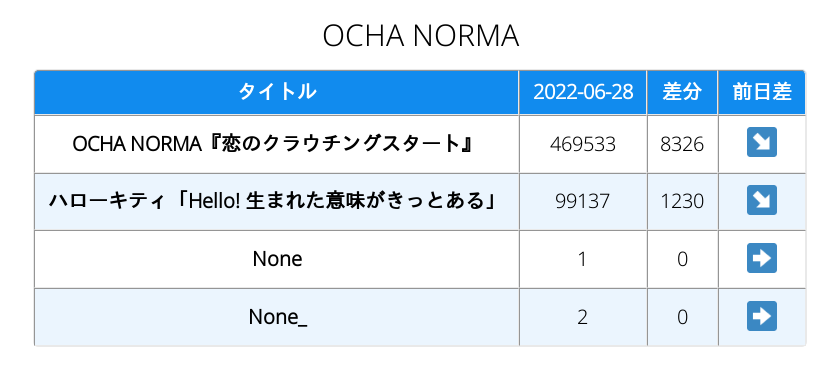 OCHA NORMA
タイトル 2022-06-28 差分 前日差
OCHA NORMA『恋のクラウチングスタート』 469533 8326 ↘
ハローキティ「Hello! 生まれた意味がきっとある」 99137 1230 ↘
None 1 0 ➡
None_ 2 0 ➡